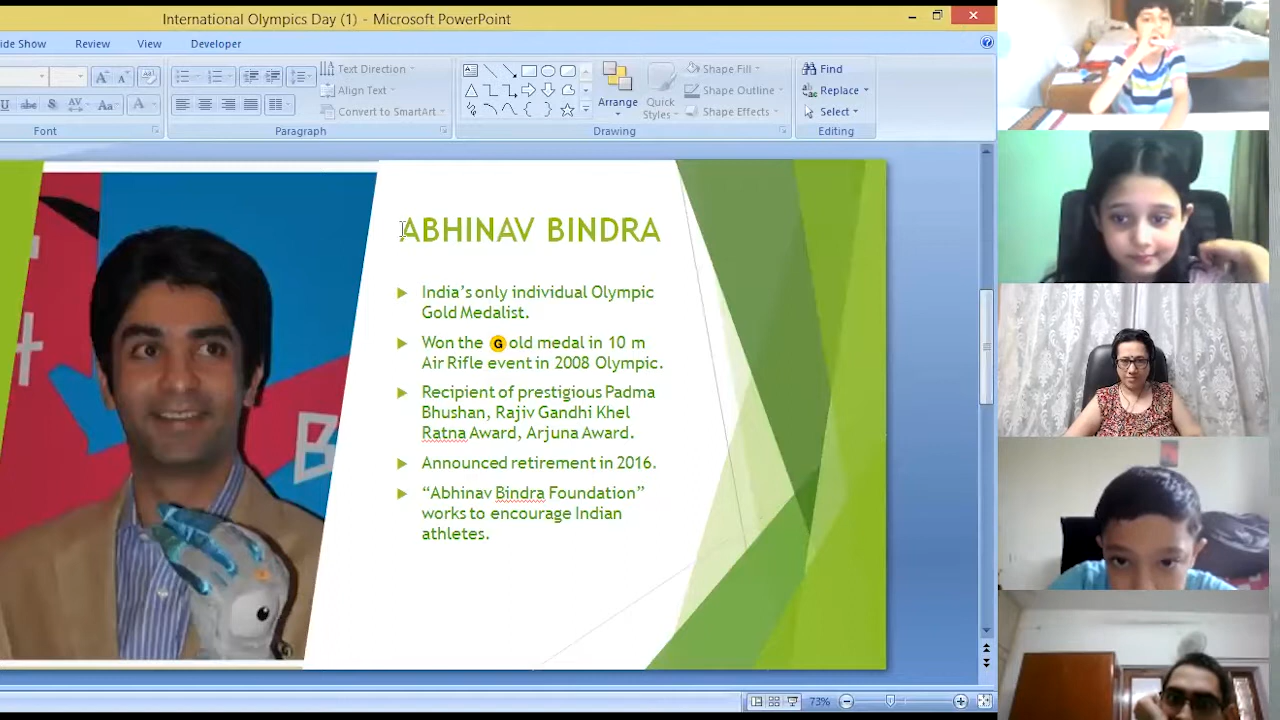 International Olympics Day (1) - Microsoft PowerPoint
ide Show Review View Developer
Text Direction
Align Text
Convert to SmartArt
Arrange
Quick
Styles
Shape Fill
Shape Outline
Shape Effects
Find
Replace
Select
U abc S AV Aa A
Font Paragraph Drawing Editing
ABHINAV BINDRA
India's only individual Olympic
Gold Medalist.
Won the Gold medal in 10 m
Air Rifle event in 2008 Olympic.
Recipient of prestigious Padma
Bhushan, Rajiv Gandhi Khel
Ratna Award, Arjuna Award.
Announced retirement in 2016.
“Abhinav Bindra Foundation”
works to encourage Indian
athletes.
73%